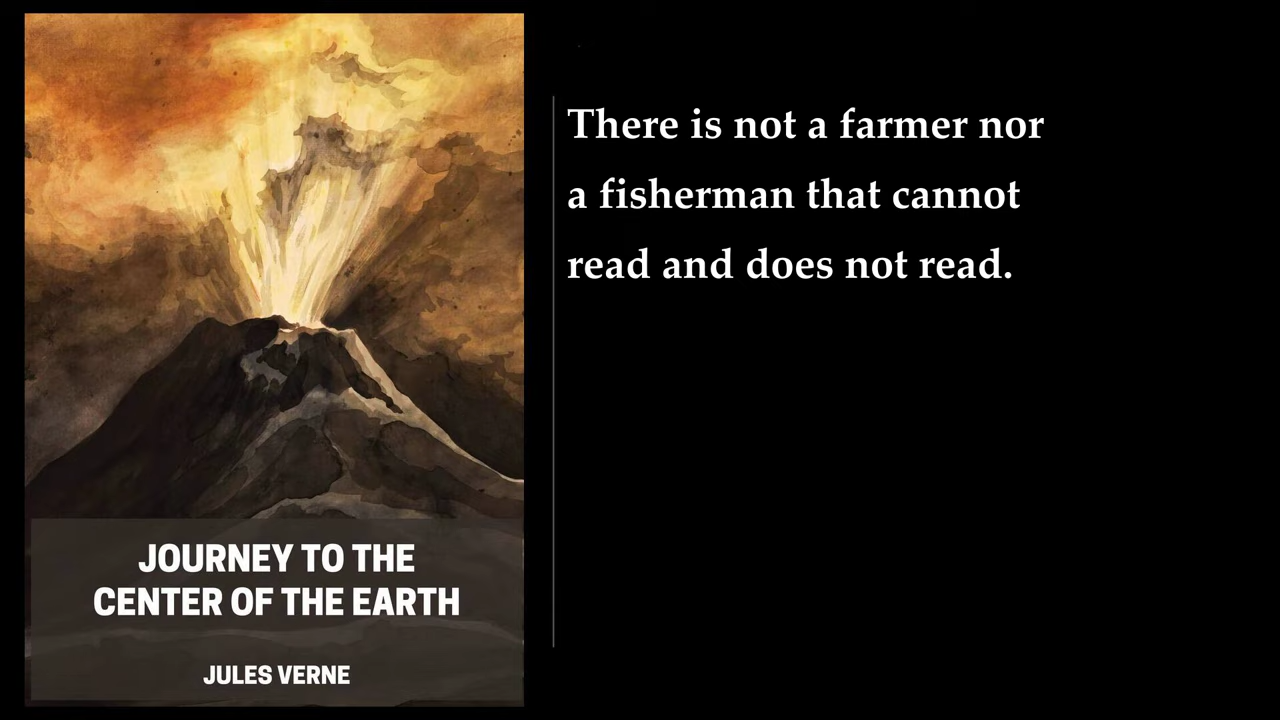 There is not a farmer nor
a fisherman that cannot
read and does not read.
JOURNEY TO THE
CENTER OF THE EARTH
JULES VERNE